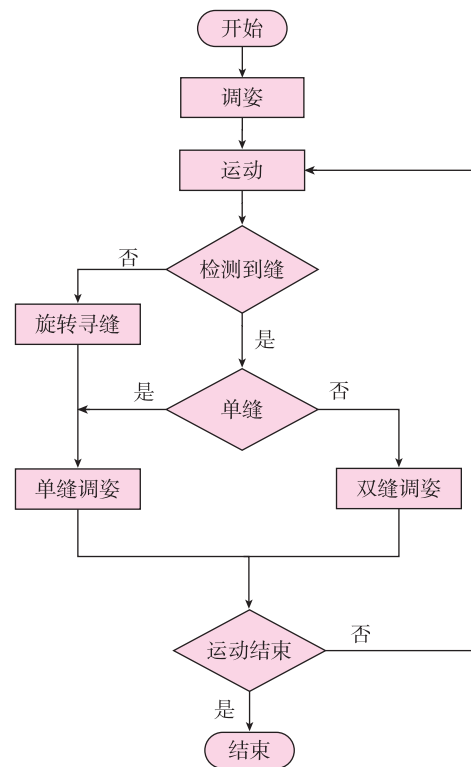 开始
调姿
运动
检测到缝
否
旋转寻缝
是
单缝
是
否
单缝调姿
双缝调姿
运动结束
否
是
结束